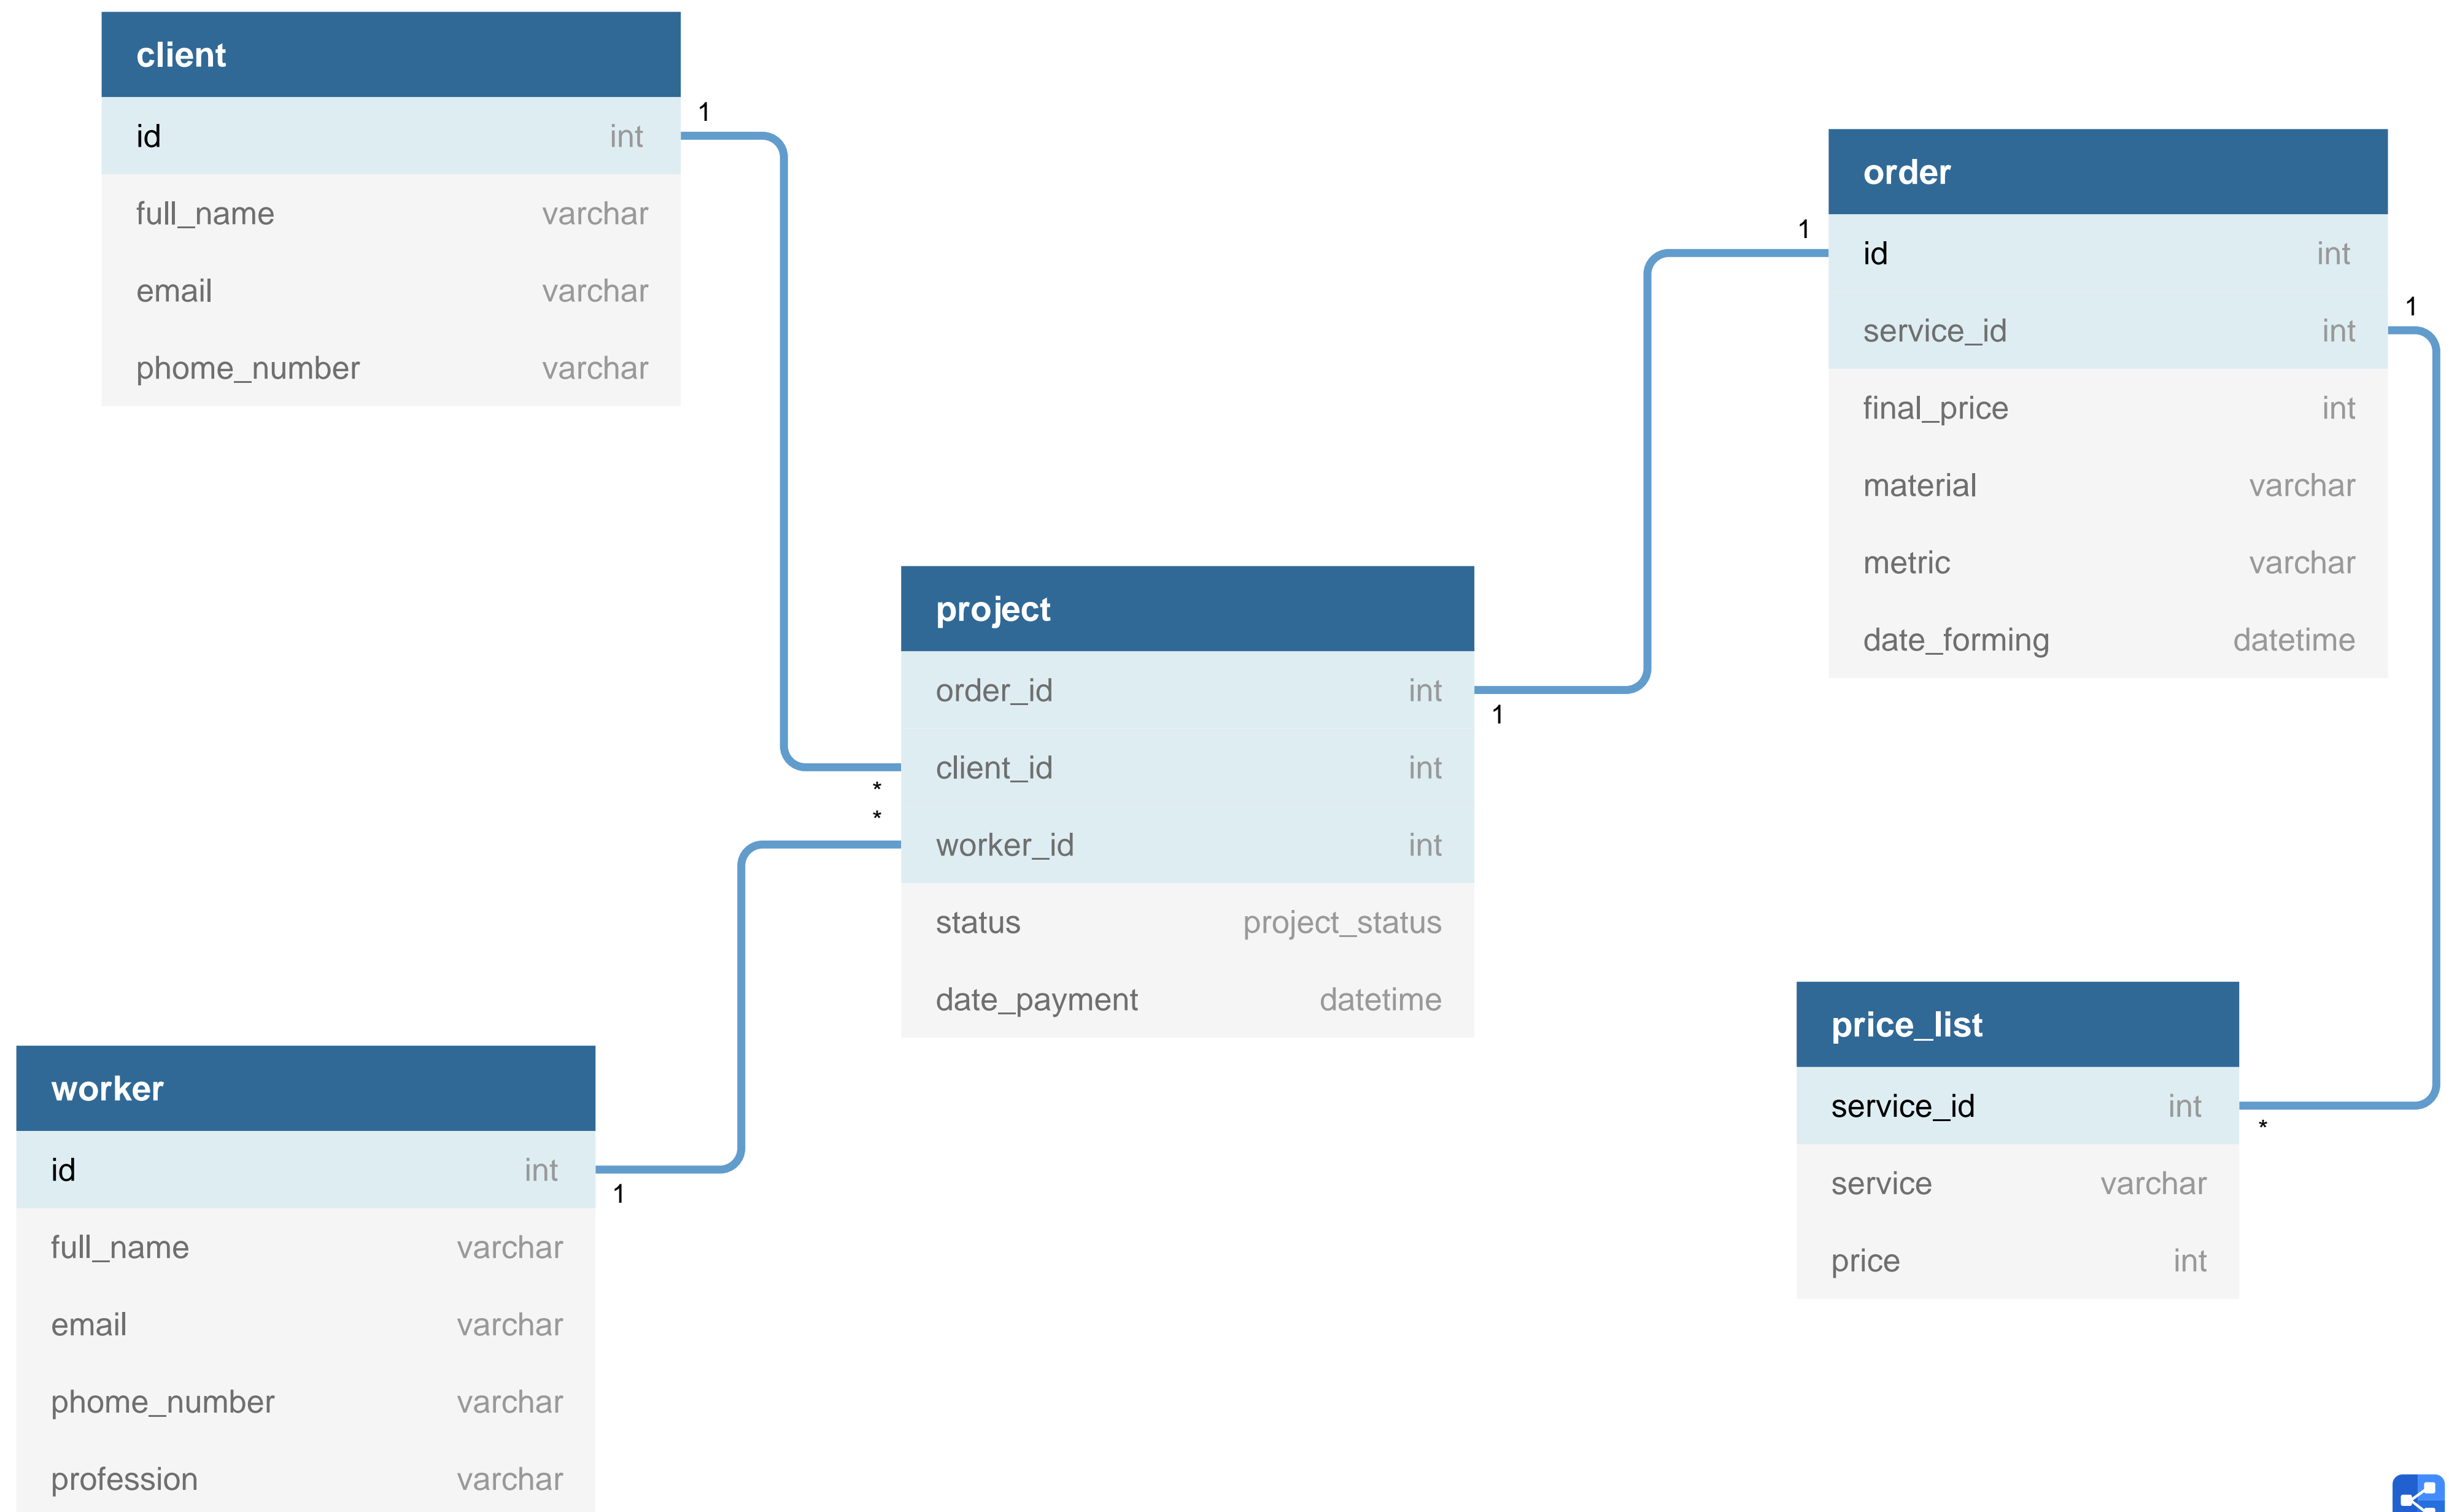 client
id int
full_name varchar
email varchar
phome_number varchar
1
order
id int
service_id int
final_price int
material varchar
metric varchar
date_forming datetime
1
1
project
order_id int
client_id int
worker_id int
status project_status
date_payment datetime
1
*
*
worker
id int
full_name varchar
email varchar
phome_number varchar
profession varchar
1
price_list
service_id int
service varchar
price int
*